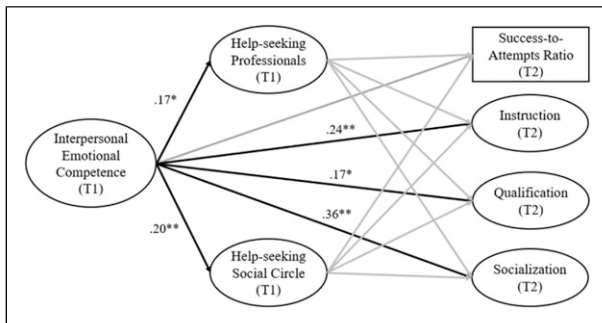 Help-seeking
Professionals
(T1)
Success-to-
Attempts Ratio
(T2)
.17*
Interpersonal
Emotional
Competence
(T1)
.24**
Instruction
(T2)
.17*
Qualification
(T2)
.36**
.20**
Help-seeking
Social Circle
(T1)
Socialization
(T2)